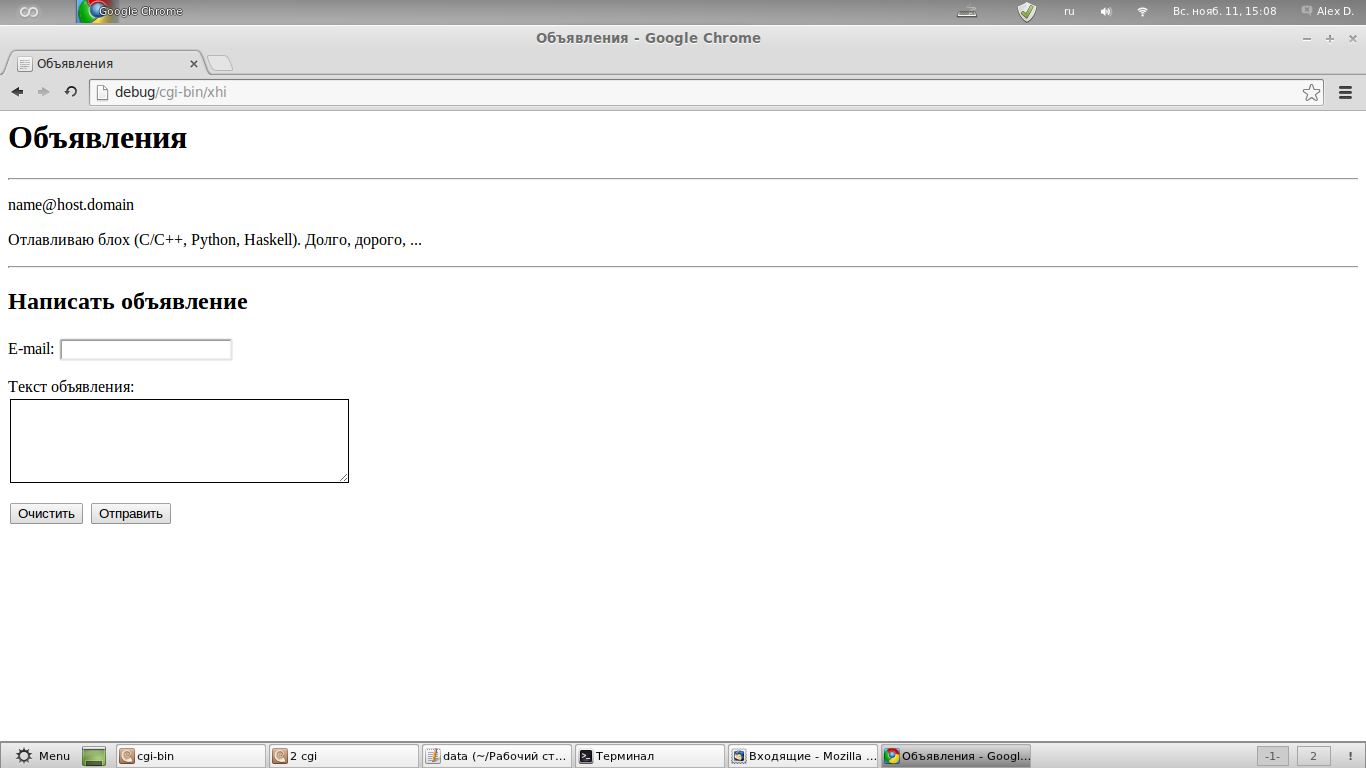 Google Chrome
ru
Вс. нояб. 11, 15:08
Alex D.
Объявления - Google Chrome
Объявления
debug/cgi-bin/xhi
Объявления
name@host.domain
Отлавливаю блох (C/C++, Python, Haskell). Долго, дорого, ...
Написать объявление
E-mail:
Текст объявления:
Очистить
Отправить
Menu
cgi-bin
2 cgi
data (~/Рабочий ст...
Терминал
Входящие - Mozilla ...
Объявления - Googl...
-1-
2
!